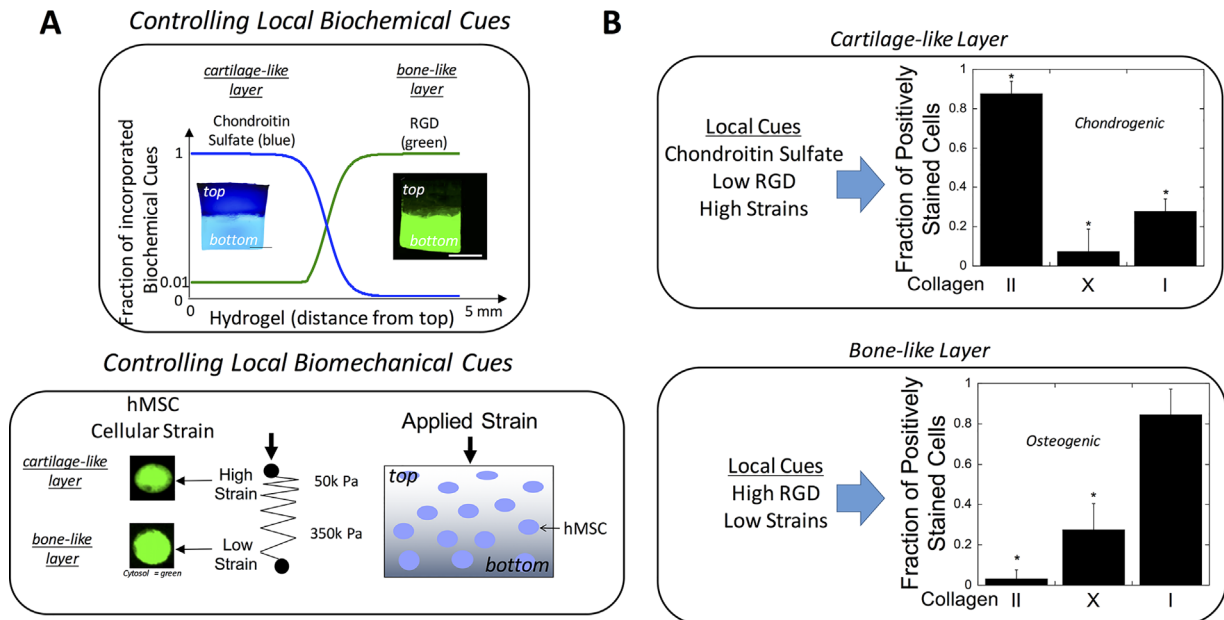 A
Controlling Local Biochemical Cues
cartilage-like
layer
bone-like
layer
Chondroitin
Sulfate (blue)
RGD
(green)
Fraction of incorporated
Biochemical Cues
1
0.01
0
top
bottom
top
bottom
0
Hydrogel (distance from top)
5 mm
Controlling Local Biomechanical Cues
hMSC
Cellular Strain
cartilage-like
layer
High
Strain
50k Pa
350k Pa
bone-like
layer
Low
Strain
Cytosol = green
Applied Strain
top
hMSC
bottom
B
Cartilage-like Layer
Local Cues
Chondroitin Sulfate
Low RGD
High Strains
Fraction of Positively
Stained Cells
1
0.8
0.6
0.4
0.2
0
*
*
*
Chondrogenic
Collagen II X I
Bone-like Layer
Local Cues
High RGD
Low Strains
Fraction of Positively
Stained Cells
1
0.8
0.6
0.4
0.2
0
*
*
Osteogenic
Collagen II X I